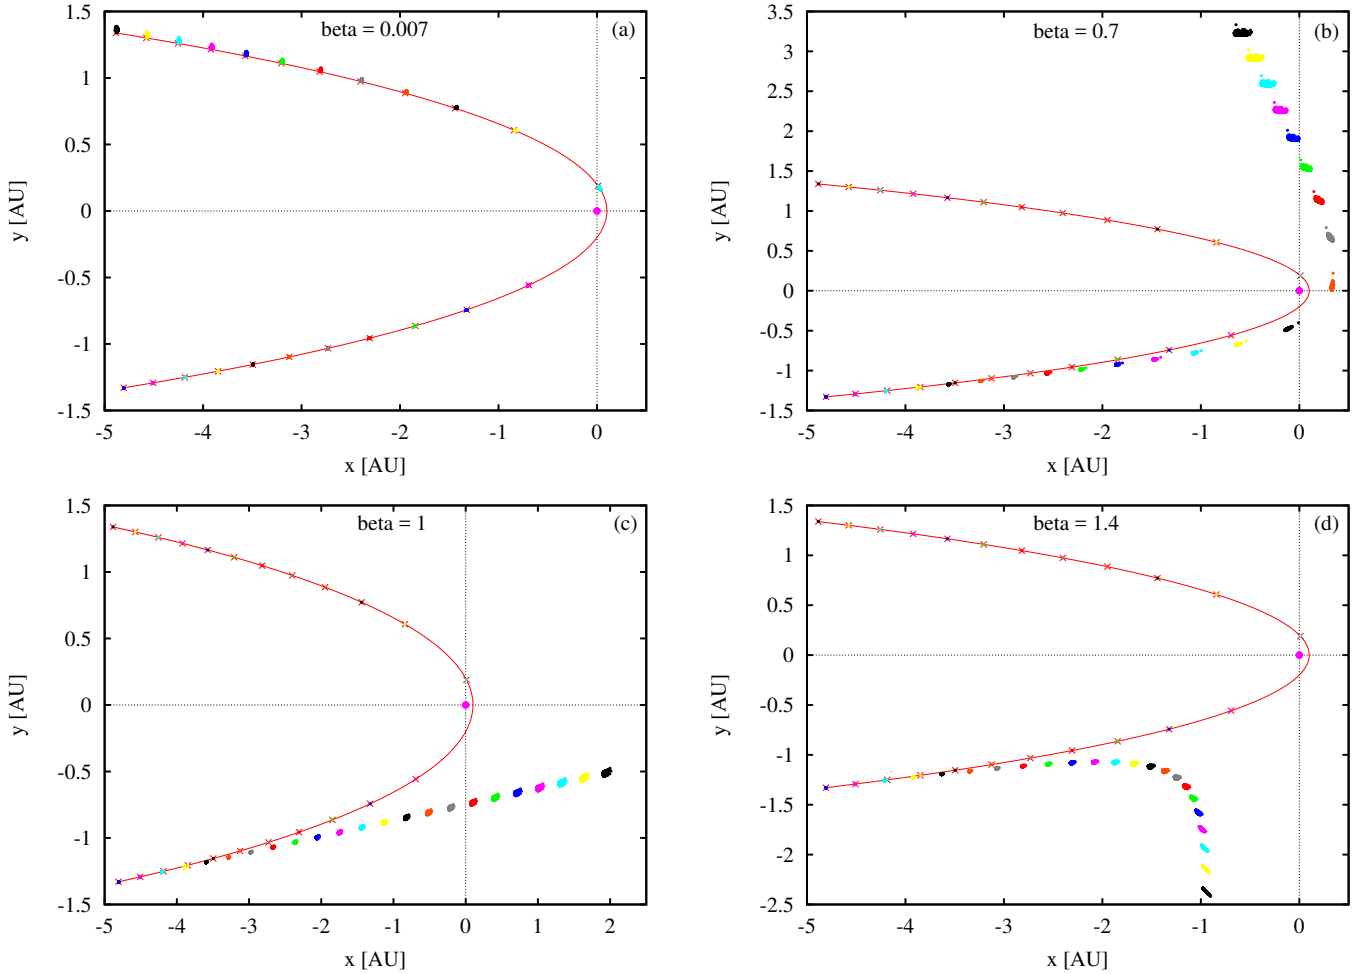 beta = 0.007
(a)
1.5
1
0.5
0
-0.5
-1
-1.5
y [AU]
-5 -4 -3 -2 -1 0
x [AU]
beta = 0.7
(b)
3.5
3
2.5
2
1.5
1
0.5
0
-0.5
-1
-1.5
y [AU]
-5 -4 -3 -2 -1 0
x [AU]
beta = 1
(c)
1.5
1
0.5
0
-0.5
-1
-1.5
y [AU]
-5 -4 -3 -2 -1 0 1 2
x [AU]
beta = 1.4
(d)
1.5
1
0.5
0
-0.5
-1
-1.5
-2
-2.5
y [AU]
-5 -4 -3 -2 -1 0
x [AU]